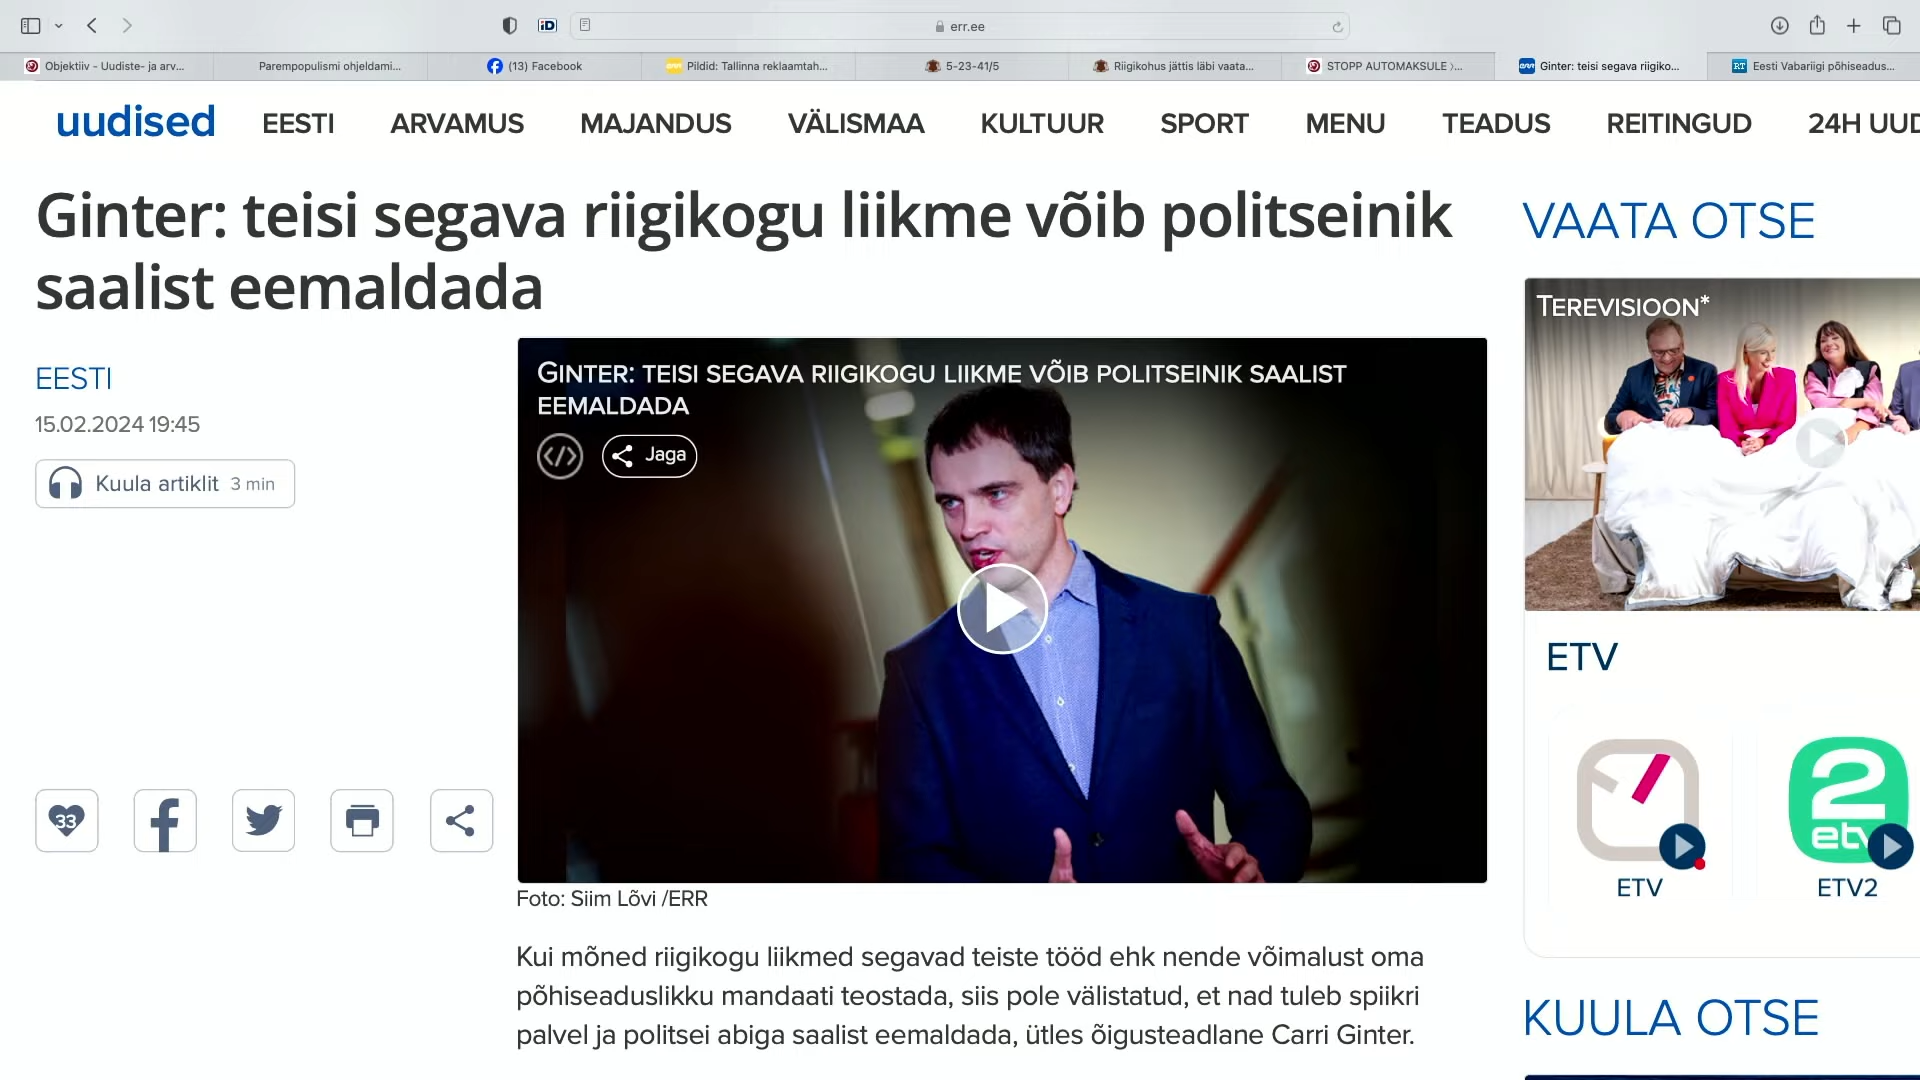 iD
err.ee
Objektiiv - Uudiste- ja arv...
Parempopulismi ohjeldami...
(13) Facebook
Pildid: Tallinna reklaamtah...
5-23-41/5
Riigikohus jättis läbi vaata...
STOPP AUTOMAKSULE 〉...
err
Ginter: teisi segava riigiko...
RT
Eesti Vabariigi põhiseadus...
uudised
EESTI
ARVAMUS
MAJANDUS
VÄLISMAA
KULTUUR
SPORT
MENU
TEADUS
REITINGUD
24H UUD
Ginter: teisi segava riigikogu liikme võib politseinik
saalist eemaldada
EESTI
15.02.2024 19:45
Kuula artiklit 3 min
33
GINTER: TEISI SEGAVA RIIGIKOGU LIIKME VÕIB POLITSEINIK SAALIST
EEMALDADA
</>
Jaga
Foto: Siim Lõvi /ERR
Kui mõned riigikogu liikmed segavad teiste tööd ehk nende võimalust oma
põhiseaduslikku mandaati teostada, siis pole välistatud, et nad tuleb spiikri
palvel ja politsei abiga saalist eemaldada, ütles õigusteadlane Carri Ginter.
VAATA OTSE
TEREVISIOON*
ETV
ETV
2
etv
ETV2
KUULA OTSE